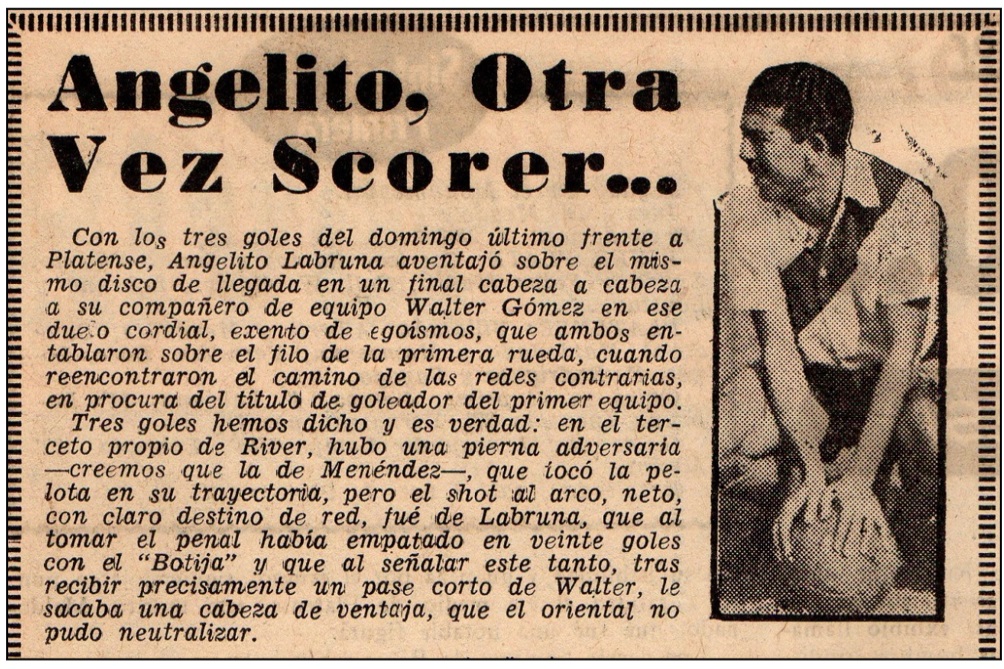 Angelito, Otra
Vez Scorer...
Con los tres goles del domingo último frente a
Platense, Angelito Labruna aventajó sobre el mis-
mo disco de llegada en un final cabeza a cabeza
a su compañero de equipo Walter Gómez en ese
duelo cordial, exento de egoísmos, que ambos en-
tablaron sobre el filo de la primera rueda, cuando
reencontraron el camino de las redes contrarias,
en procura del título de goleador del primer equipo.
Tres goles hemos dicho y es verdad: en el ter-
ceto propio de River, hubo una pierna adversaria
—creemos que la de Menéndez—, que tocó la pe-
lota en su trayectoria, pero el shot al arco, neto,
con claro destino de red, fué de Labruna, que al
tomar el penal había empatado en veinte goles
con el "Botija" y que al señalar este tanto, tras
recibir precisamente un pase corto de Walter, le
sacaba una cabeza de ventaja, que el oriental no
pudo neutralizar.